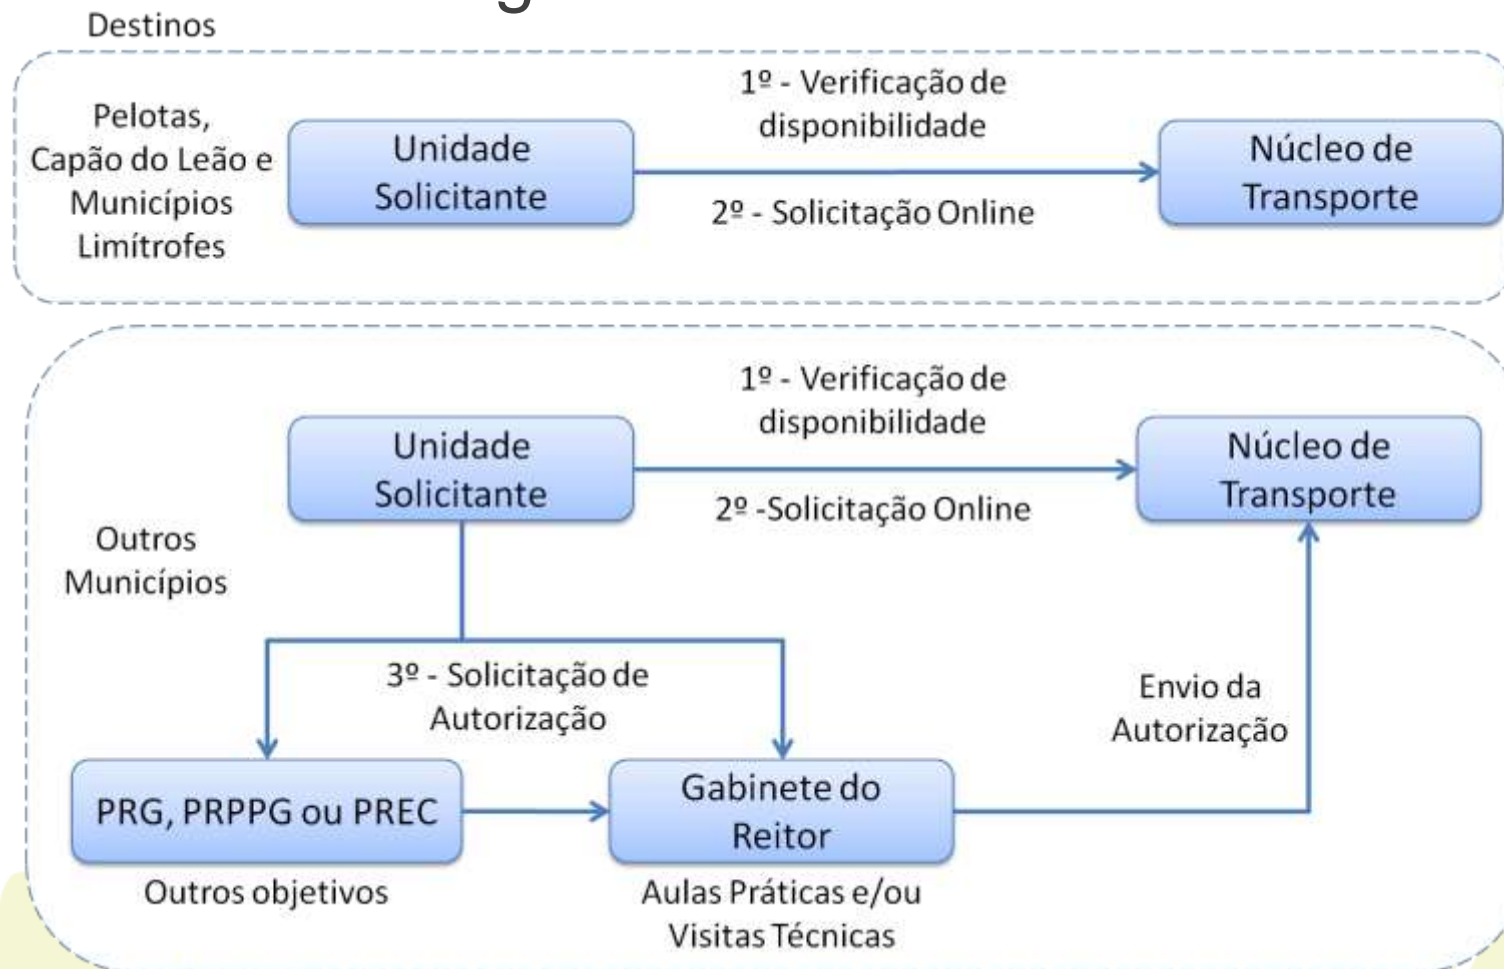 Destinos
Pelotas,
Capão do Leão e
Municípios
Limítrofes
Unidade
Solicitante
1º - Verificação de
disponibilidade
2º - Solicitação Online
Núcleo de
Transporte
Outros
Municípios
Unidade
Solicitante
1º - Verificação de
disponibilidade
2º -Solicitação Online
Núcleo de
Transporte
3º - Solicitação de
Autorização
Envio da
Autorização
PRG, PRPPG ou PREC
Outros objetivos
Gabinete do
Reitor
Aulas Práticas e/ou
Visitas Técnicas